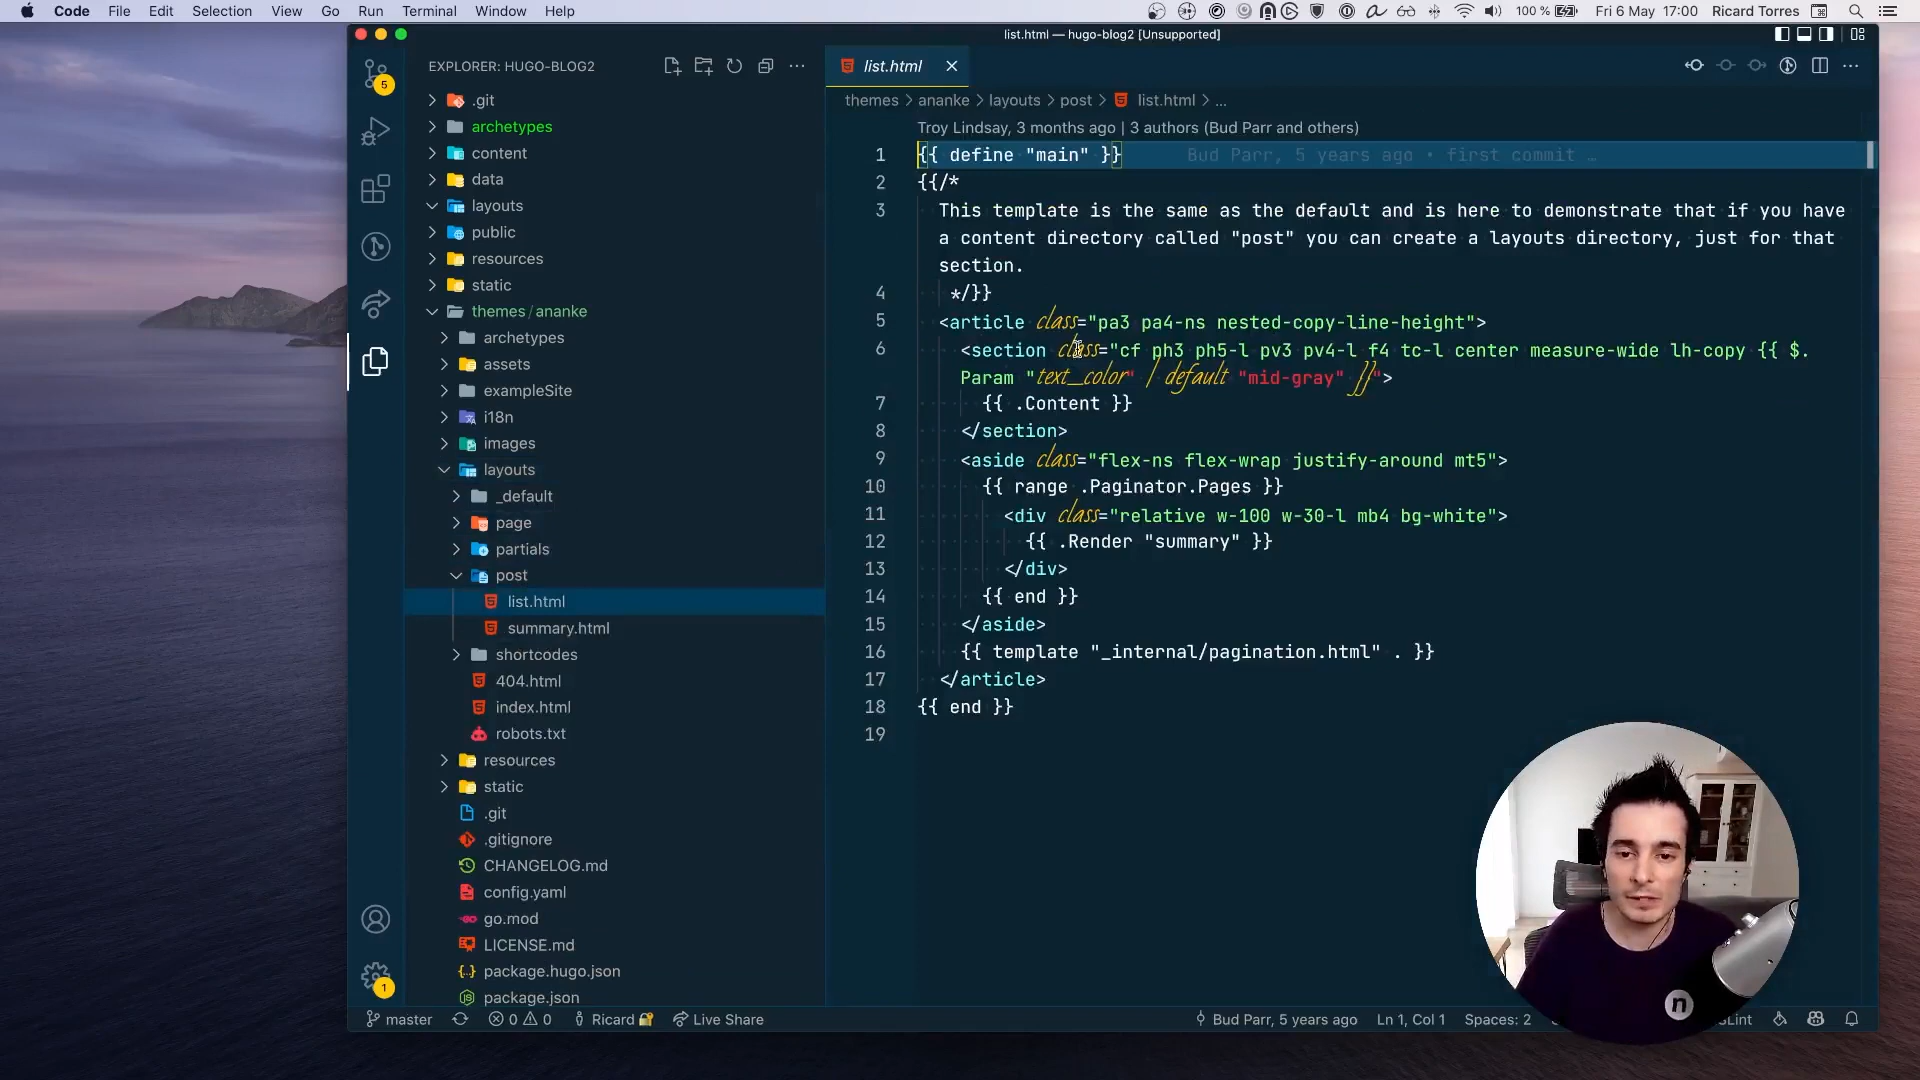 Code File Edit Selection View Go Run Terminal Window Help 100 % Fri 6 May 17:00 Ricard Torres
list.html — hugo-blog2 [Unsupported]
5
EXPLORER: HUGO-BLOG2
.git
archetypes
content
data
layouts
public
resources
static
themes / ananke
archetypes
assets
exampleSite
i18n
images
layouts
_default
page
partials
post
list.html
summary.html
shortcodes
404.html
index.html
robots.txt
resources
static
.git
.gitignore
CHANGELOG.md
config.yaml
go.mod
LICENSE.md
package.hugo.json
package.json
1
list.html
themes > ananke > layouts > post > list.html > ...
Troy Lindsay, 3 months ago | 3 authors (Bud Parr and others)
1 {{ define "main" }} Bud Parr, 5 years ago • first commit …
2 {{/*
3 This template is the same as the default and is here to demonstrate that if you have
a content directory called "post" you can create a layouts directory, just for that
section.
4 */}}
5 <article class="pa3 pa4-ns nested-copy-line-height">
6 <section class="cf ph3 ph5-l pv3 pv4-l f4 tc-l center measure-wide lh-copy {{ $.
Param "text_color" | default "mid-gray" }}">
7 {{ .Content }}
8 </section>
9 <aside class="flex-ns flex-wrap justify-around mt5">
10 {{ range .Paginator.Pages }}
11 <div class="relative w-100 w-30-l mb4 bg-white">
12 {{ .Render "summary" }}
13 </div>
14 {{ end }}
15 </aside>
16 {{ template "_internal/pagination.html" . }}
17 </article>
18 {{ end }}
19
n
master 0 0 Ricard Live Share Bud Parr, 5 years ago Ln 1, Col 1 Spaces: 2